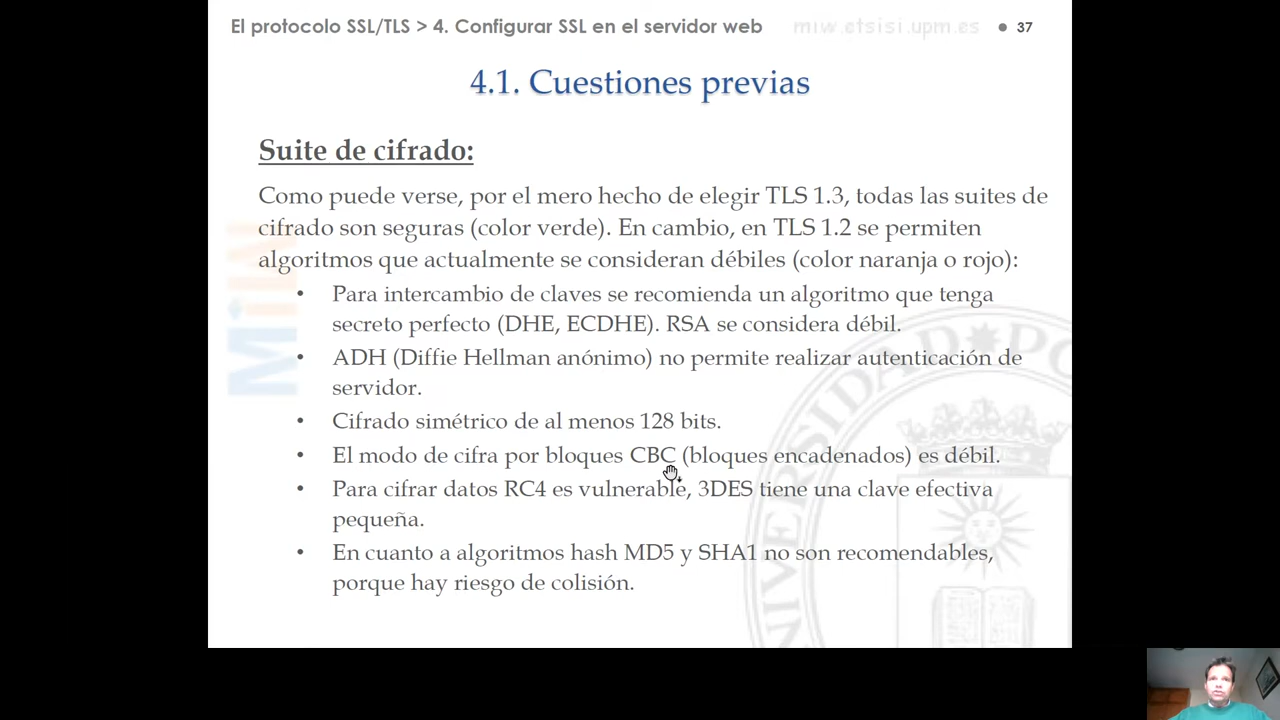 El protocolo SSL/TLS > 4. Configurar SSL en el servidor web miw.etsisi.upm.es • 37
4.1. Cuestiones previas
Suite de cifrado:
Como puede verse, por el mero hecho de elegir TLS 1.3, todas las suites de
cifrado son seguras (color verde). En cambio, en TLS 1.2 se permiten
algoritmos que actualmente se consideran débiles (color naranja o rojo):
• Para intercambio de claves se recomienda un algoritmo que tenga
secreto perfecto (DHE, ECDHE). RSA se considera débil.
• ADH (Diffie Hellman anónimo) no permite realizar autenticación de
servidor.
• Cifrado simétrico de al menos 128 bits.
• El modo de cifra por bloques CBC (bloques encadenados) es débil.
• Para cifrar datos RC4 es vulnerable, 3DES tiene una clave efectiva
pequeña.
• En cuanto a algoritmos hash MD5 y SHA1 no son recomendables,
porque hay riesgo de colisión.
MiW